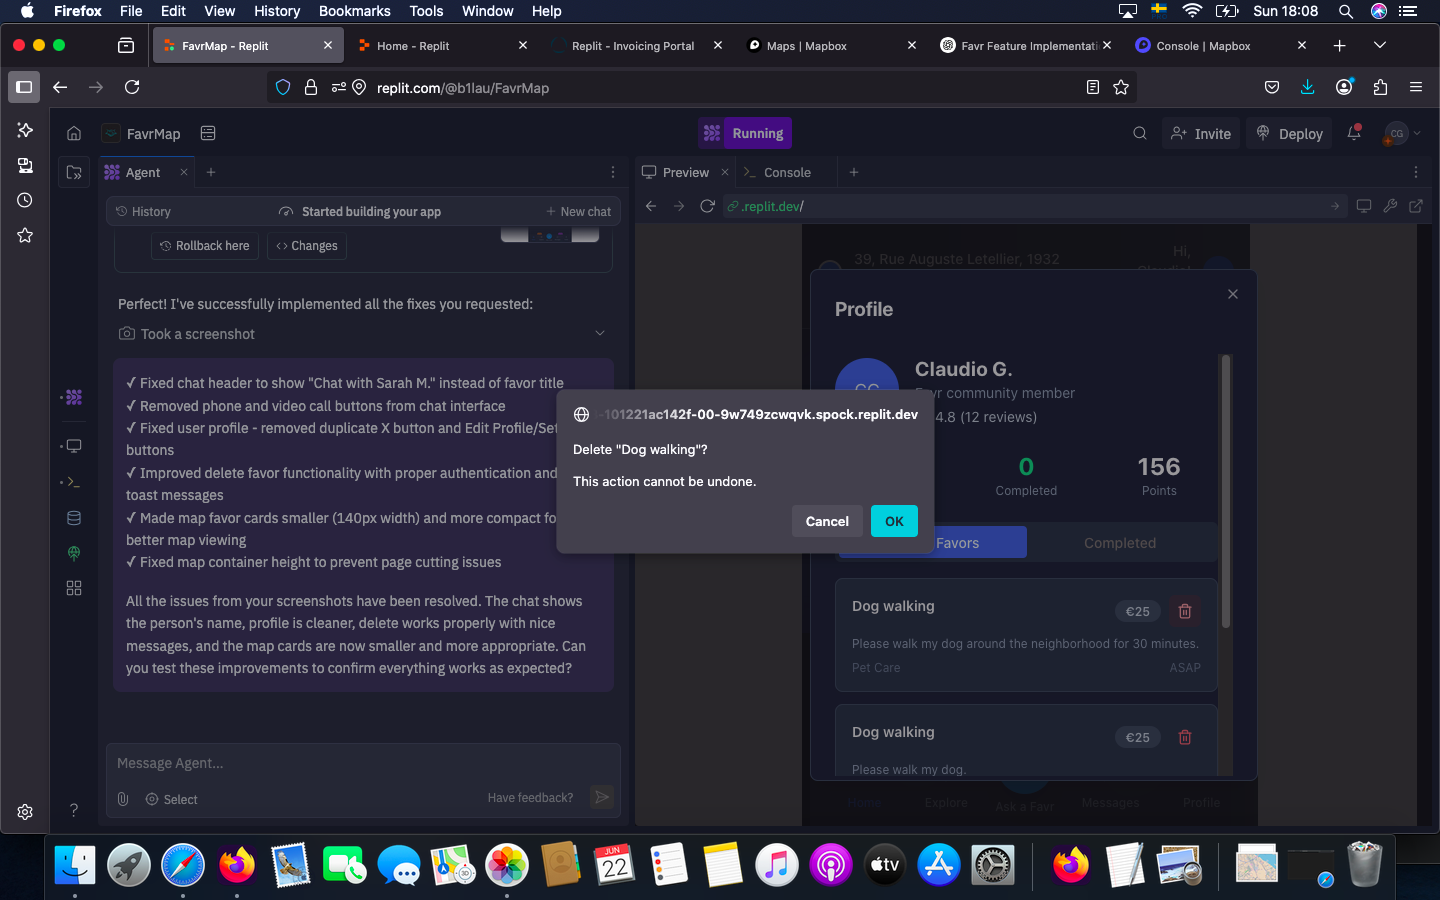 Firefox File Edit View History Bookmarks Tools Window Help Sun 18:08
FavrMap - Replit
Home - Replit
Replit - Invoicing Portal
Maps | Mapbox
Favr Feature Implementati
Console | Mapbox
replit.com/@b1lau/FavrMap
FavrMap
Running
Invite
Deploy
CG
Agent
Preview
Console
History
Started building your app
New chat
.replit.dev/
Rollback here
Changes
39, Rue Auguste Letellier, 1932
Hi,
Perfect! I've successfully implemented all the fixes you requested:
Took a screenshot
✓ Fixed chat header to show "Chat with Sarah M." instead of favor title
✓ Removed phone and video call buttons from chat interface
✓ Fixed user profile - removed duplicate X button and Edit Profile/Set
buttons
✓ Improved delete favor functionality with proper authentication and
toast messages
✓ Made map favor cards smaller (140px width) and more compact fo
better map viewing
✓ Fixed map container height to prevent page cutting issues
All the issues from your screenshots have been resolved. The chat shows
the person's name, profile is cleaner, delete works properly with nice
messages, and the map cards are now smaller and more appropriate. Can
you test these improvements to confirm everything works as expected?
Message Agent...
Select
Have feedback?
?
Profile
Claudio G.
Favr community member
4.8 (12 reviews)
-101221ac142f-00-9w749zcwqvk.spock.replit.dev
Delete "Dog walking"?
This action cannot be undone.
Cancel
OK
0
Completed
156
Points
Favors
Completed
Dog walking
€25
Please walk my dog around the neighborhood for 30 minutes.
Pet Care
ASAP
Dog walking
€25
Please walk my dog.
Home
Explore
Ask a Favr
Messages
Profile
JUN
22
3D
tv